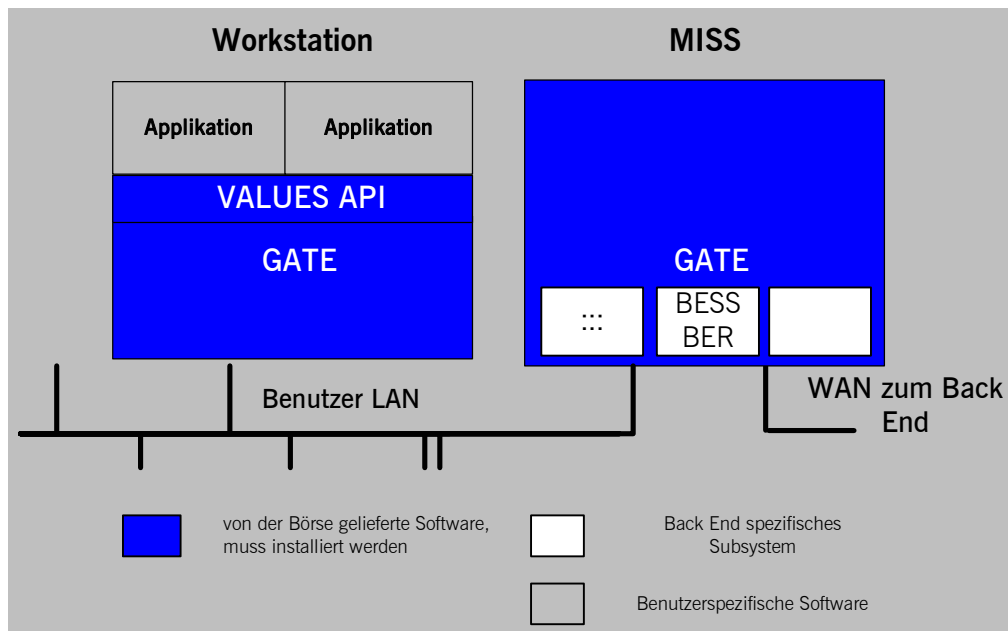 Workstation
MISS
Applikation
Applikation
VALUES API
GATE
GATE
:::
BESS
BER
Benutzer LAN
WAN zum Back
End
von der Börse gelieferte Software,
muss installiert werden
Back End spezifisches
Subsystem
Benutzerspezifische Software